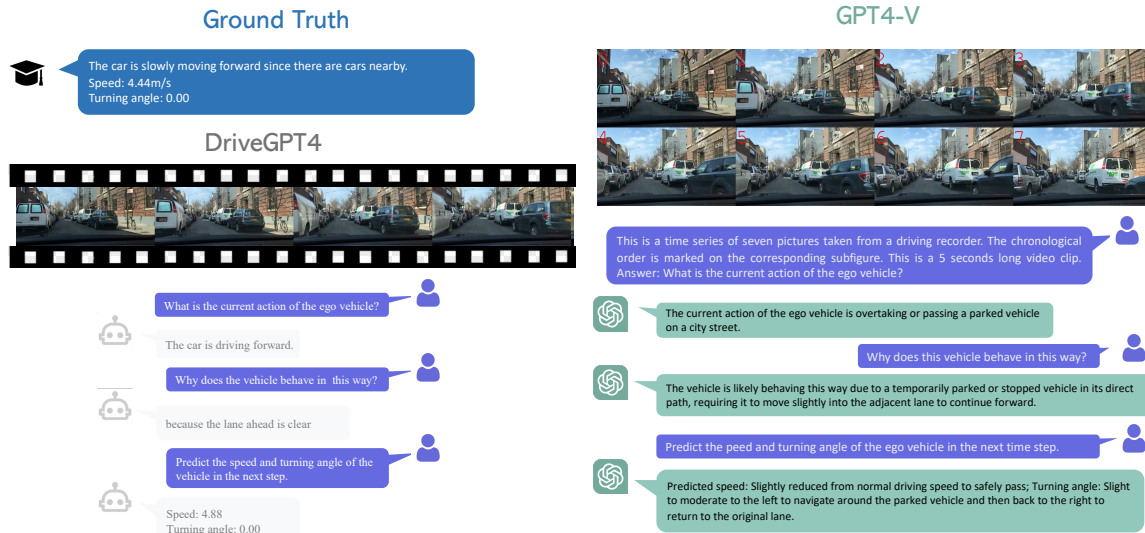 Ground Truth
The car is slowly moving forward since there are cars nearby.
Speed: 4.44m/s
Turning angle: 0.00
DriveGPT4
What is the current action of the ego vehicle?
The car is driving forward.
Why does the vehicle behave in this way?
because the lane ahead is clear
Predict the speed and turning angle of the
vehicle in the next step.
Speed: 4.88
Turning angle: 0.00
GPT4-V
2
3
4
5
6
7
This is a time series of seven pictures taken from a driving recorder. The chronological
order is marked on the corresponding subfigure. This is a 5 seconds long video clip.
Answer: What is the current action of the ego vehicle?
The current action of the ego vehicle is overtaking or passing a parked vehicle
on a city street.
Why does this vehicle behave in this way?
The vehicle is likely behaving this way due to a temporarily parked or stopped vehicle in its direct
path, requiring it to move slightly into the adjacent lane to continue forward.
Predict the peed and turning angle of the ego vehicle in the next time step.
Predicted speed: Slightly reduced from normal driving speed to safely pass; Turning angle: Slight
to moderate to the left to navigate around the parked vehicle and then back to the right to
return to the original lane.